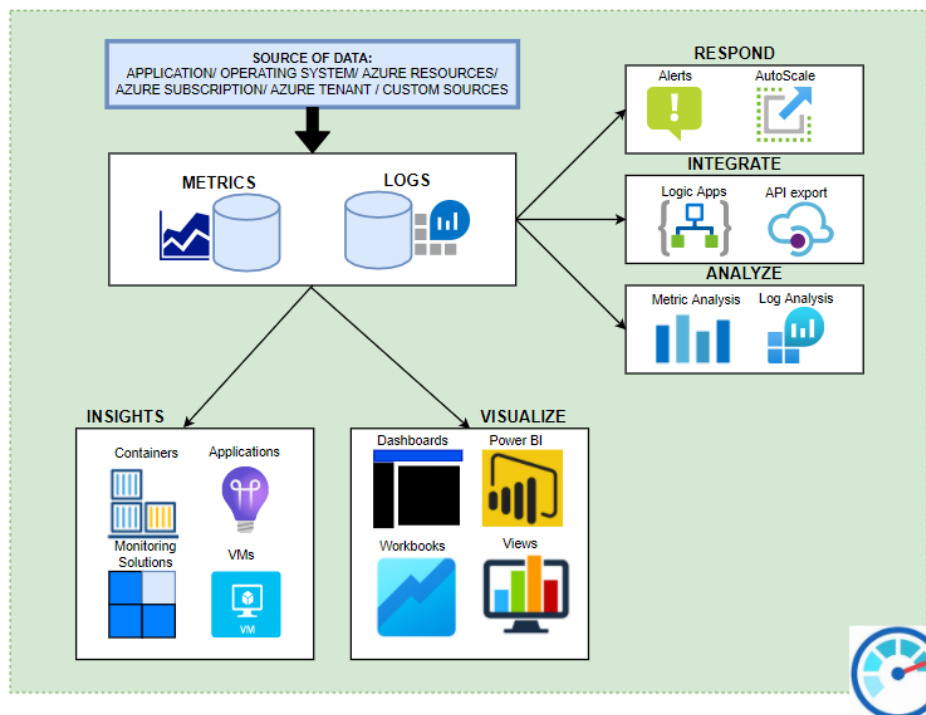 SOURCE OF DATA:
APPLICATION/ OPERATING SYSTEM/ AZURE RESOURCES/
AZURE SUBSCRIPTION/ AZURE TENANT / CUSTOM SOURCES
METRICS
LOGS
RESPOND
Alerts
AutoScale
INTEGRATE
Logic Apps
API export
ANALYZE
Metric Analysis
Log Analysis
INSIGHTS
Containers
Applications
Monitoring
Solutions
VMs
VM
VISUALIZE
Dashboards
Power BI
Workbooks
Views